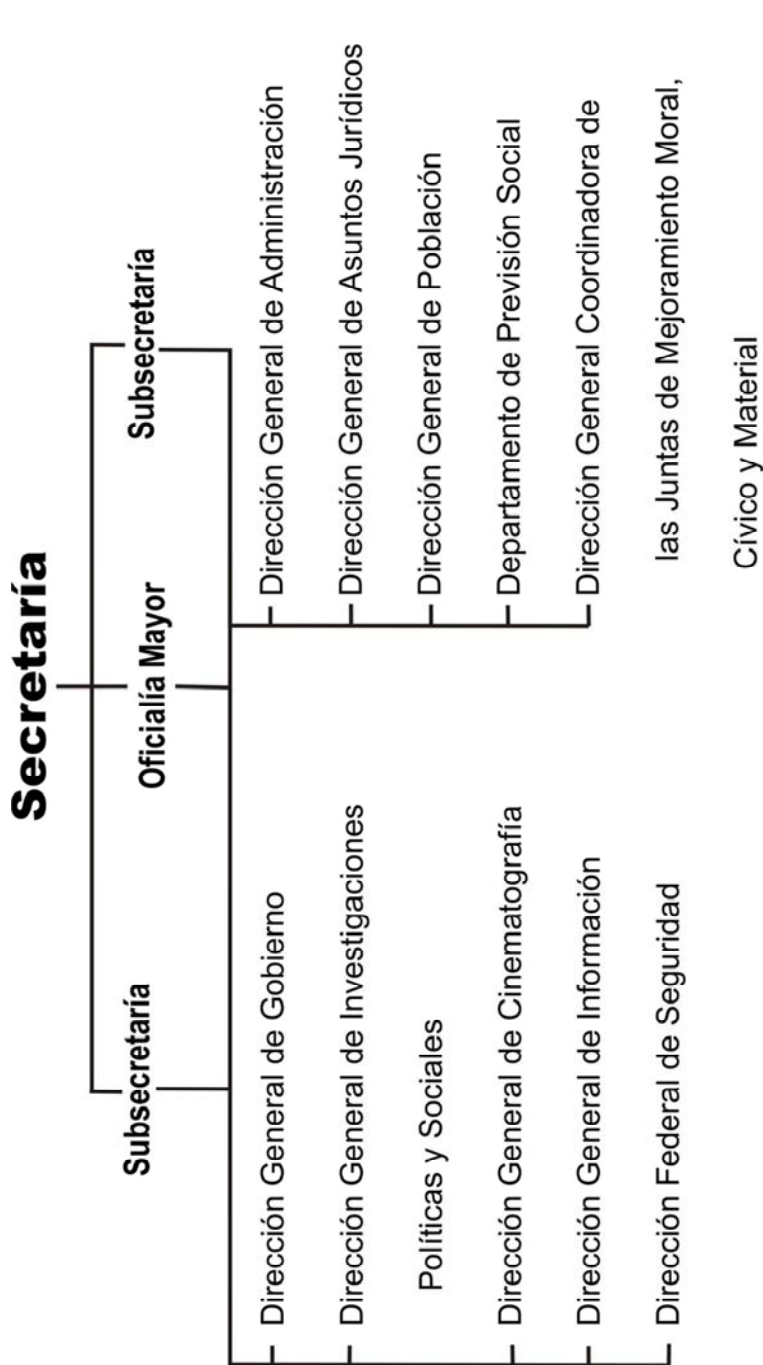 Secretaría
Subsecretaría
Oficialía Mayor
Subsecretaría
Dirección General de Gobierno
Dirección General de Investigaciones
Políticas y Sociales
Dirección General de Cinematografía
Dirección General de Información
Dirección Federal de Seguridad
Dirección General de Administración
Dirección General de Asuntos Jurídicos
Dirección General de Población
Departamento de Previsión Social
Dirección General Coordinadora de
las Juntas de Mejoramiento Moral,
Cívico y Material